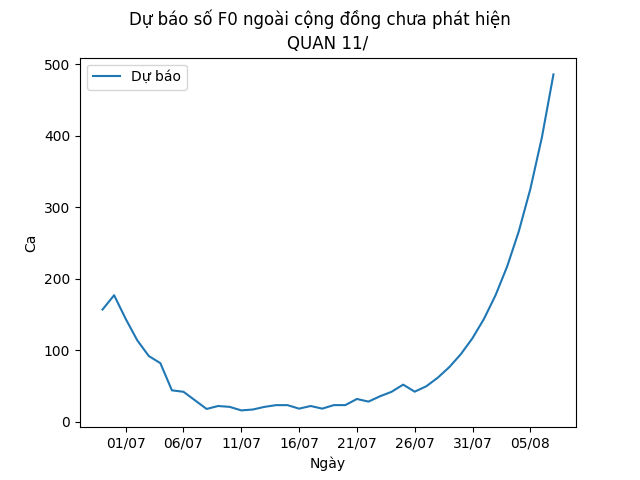 Dự báo số F0 ngoài cộng đồng chưa phát hiện
QUAN 11/
Dự báo
500
400
300
200
100
0
Ca
01/07 06/07 11/07 16/07 21/07 26/07 31/07 05/08
Ngày